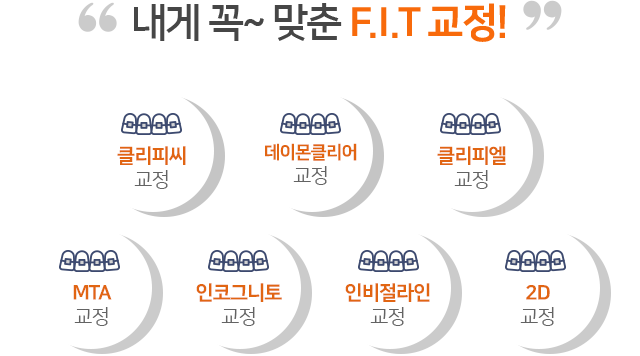 “ 내게 꼭~ 맞춘 F.I.T 교정! ”
클리피씨
교정
데이몬클리어
교정
클리피엘
교정
MTA
교정
인코그니토
교정
인비절라인
교정
2D
교정